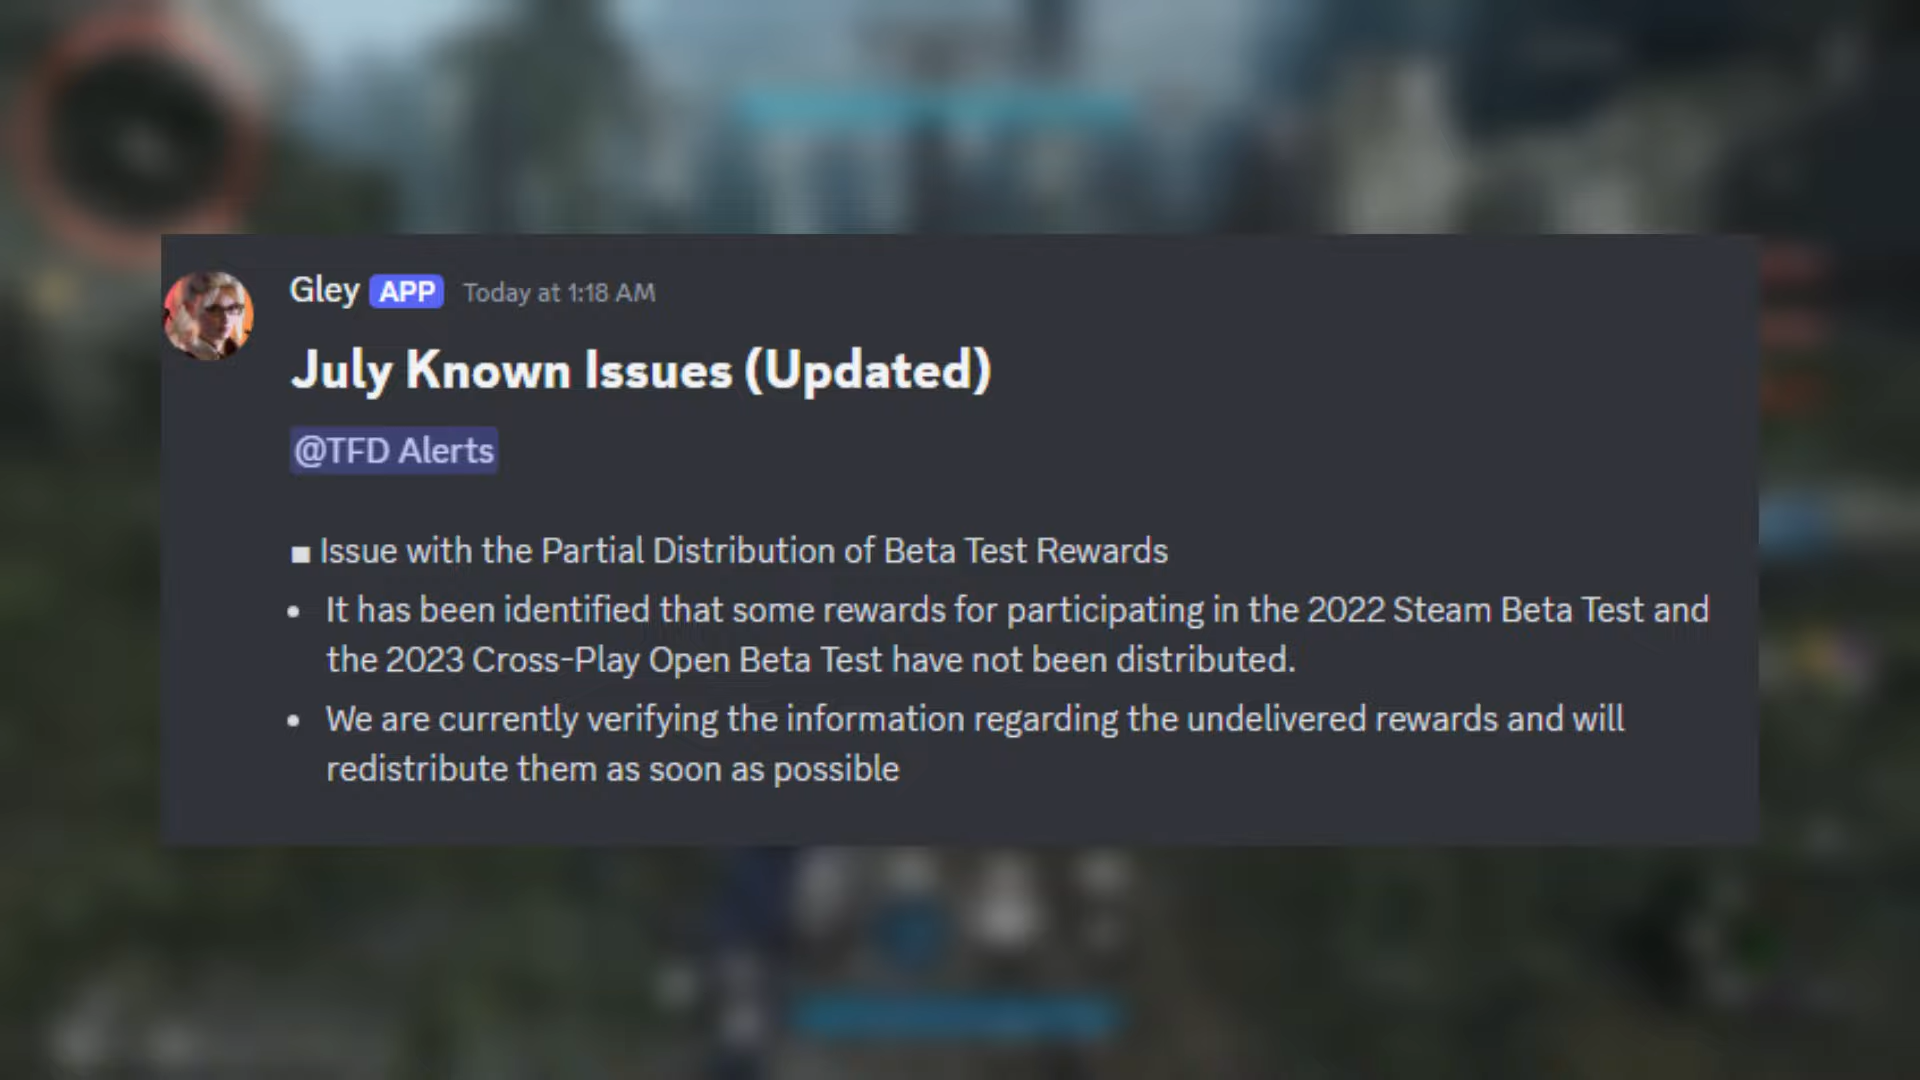 Gley APP Today at 1:18 AM
July Known Issues (Updated)
@TFD Alerts
■ Issue with the Partial Distribution of Beta Test Rewards
• It has been identified that some rewards for participating in the 2022 Steam Beta Test and
the 2023 Cross-Play Open Beta Test have not been distributed.
• We are currently verifying the information regarding the undelivered rewards and will
redistribute them as soon as possible